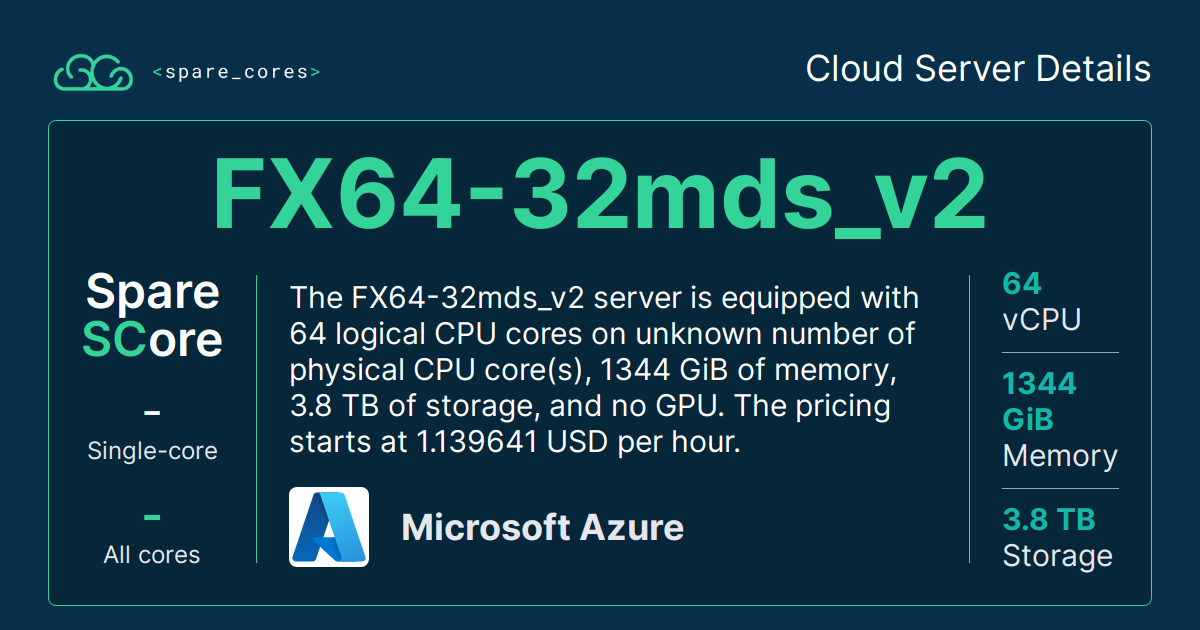 <spare_cores>
Cloud Server Details
FX64-32mds_v2
Spare
SCore
–
Single-core
–
All cores
The FX64-32mds_v2 server is equipped with
64 logical CPU cores on unknown number of
physical CPU core(s), 1344 GiB of memory,
3.8 TB of storage, and no GPU. The pricing
starts at 1.139641 USD per hour.
Microsoft Azure
64
vCPU
1344
GiB
Memory
3.8 TB
Storage